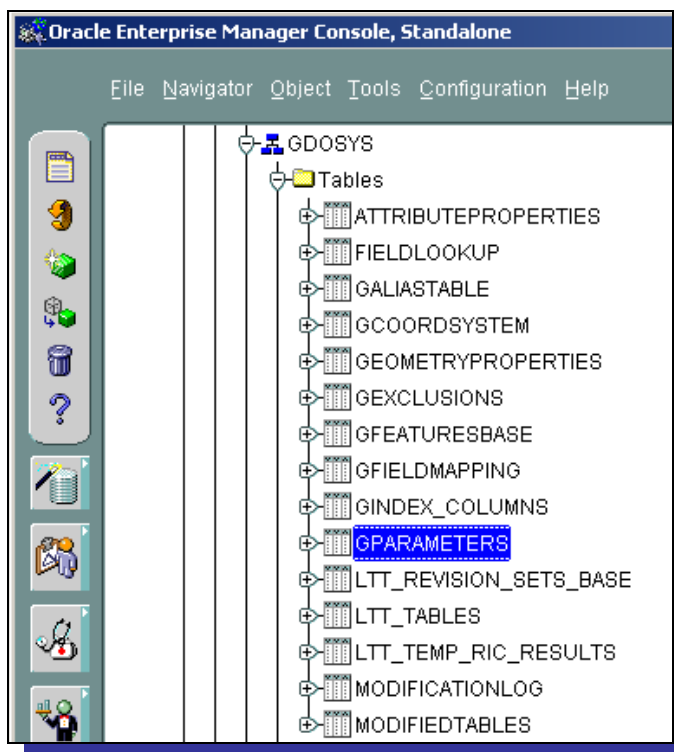 Oracle Enterprise Manager Console, Standalone
File Navigator Object Tools Configuration Help
GDOSYS
Tables
ATTRIBUTEPROPERTIES
FIELDLOOKUP
GALIASTABLE
GCOORDSYSTEM
GEOMETRYPROPERTIES
GEXCLUSIONS
GFEATURESBASE
GFIELDMAPPING
GINDEX_COLUMNS
GPARAMETERS
LTT_REVISION_SETS_BASE
LTT_TABLES
LTT_TEMP_RIC_RESULTS
MODIFICATIONLOG
MODIFIEDTABLES